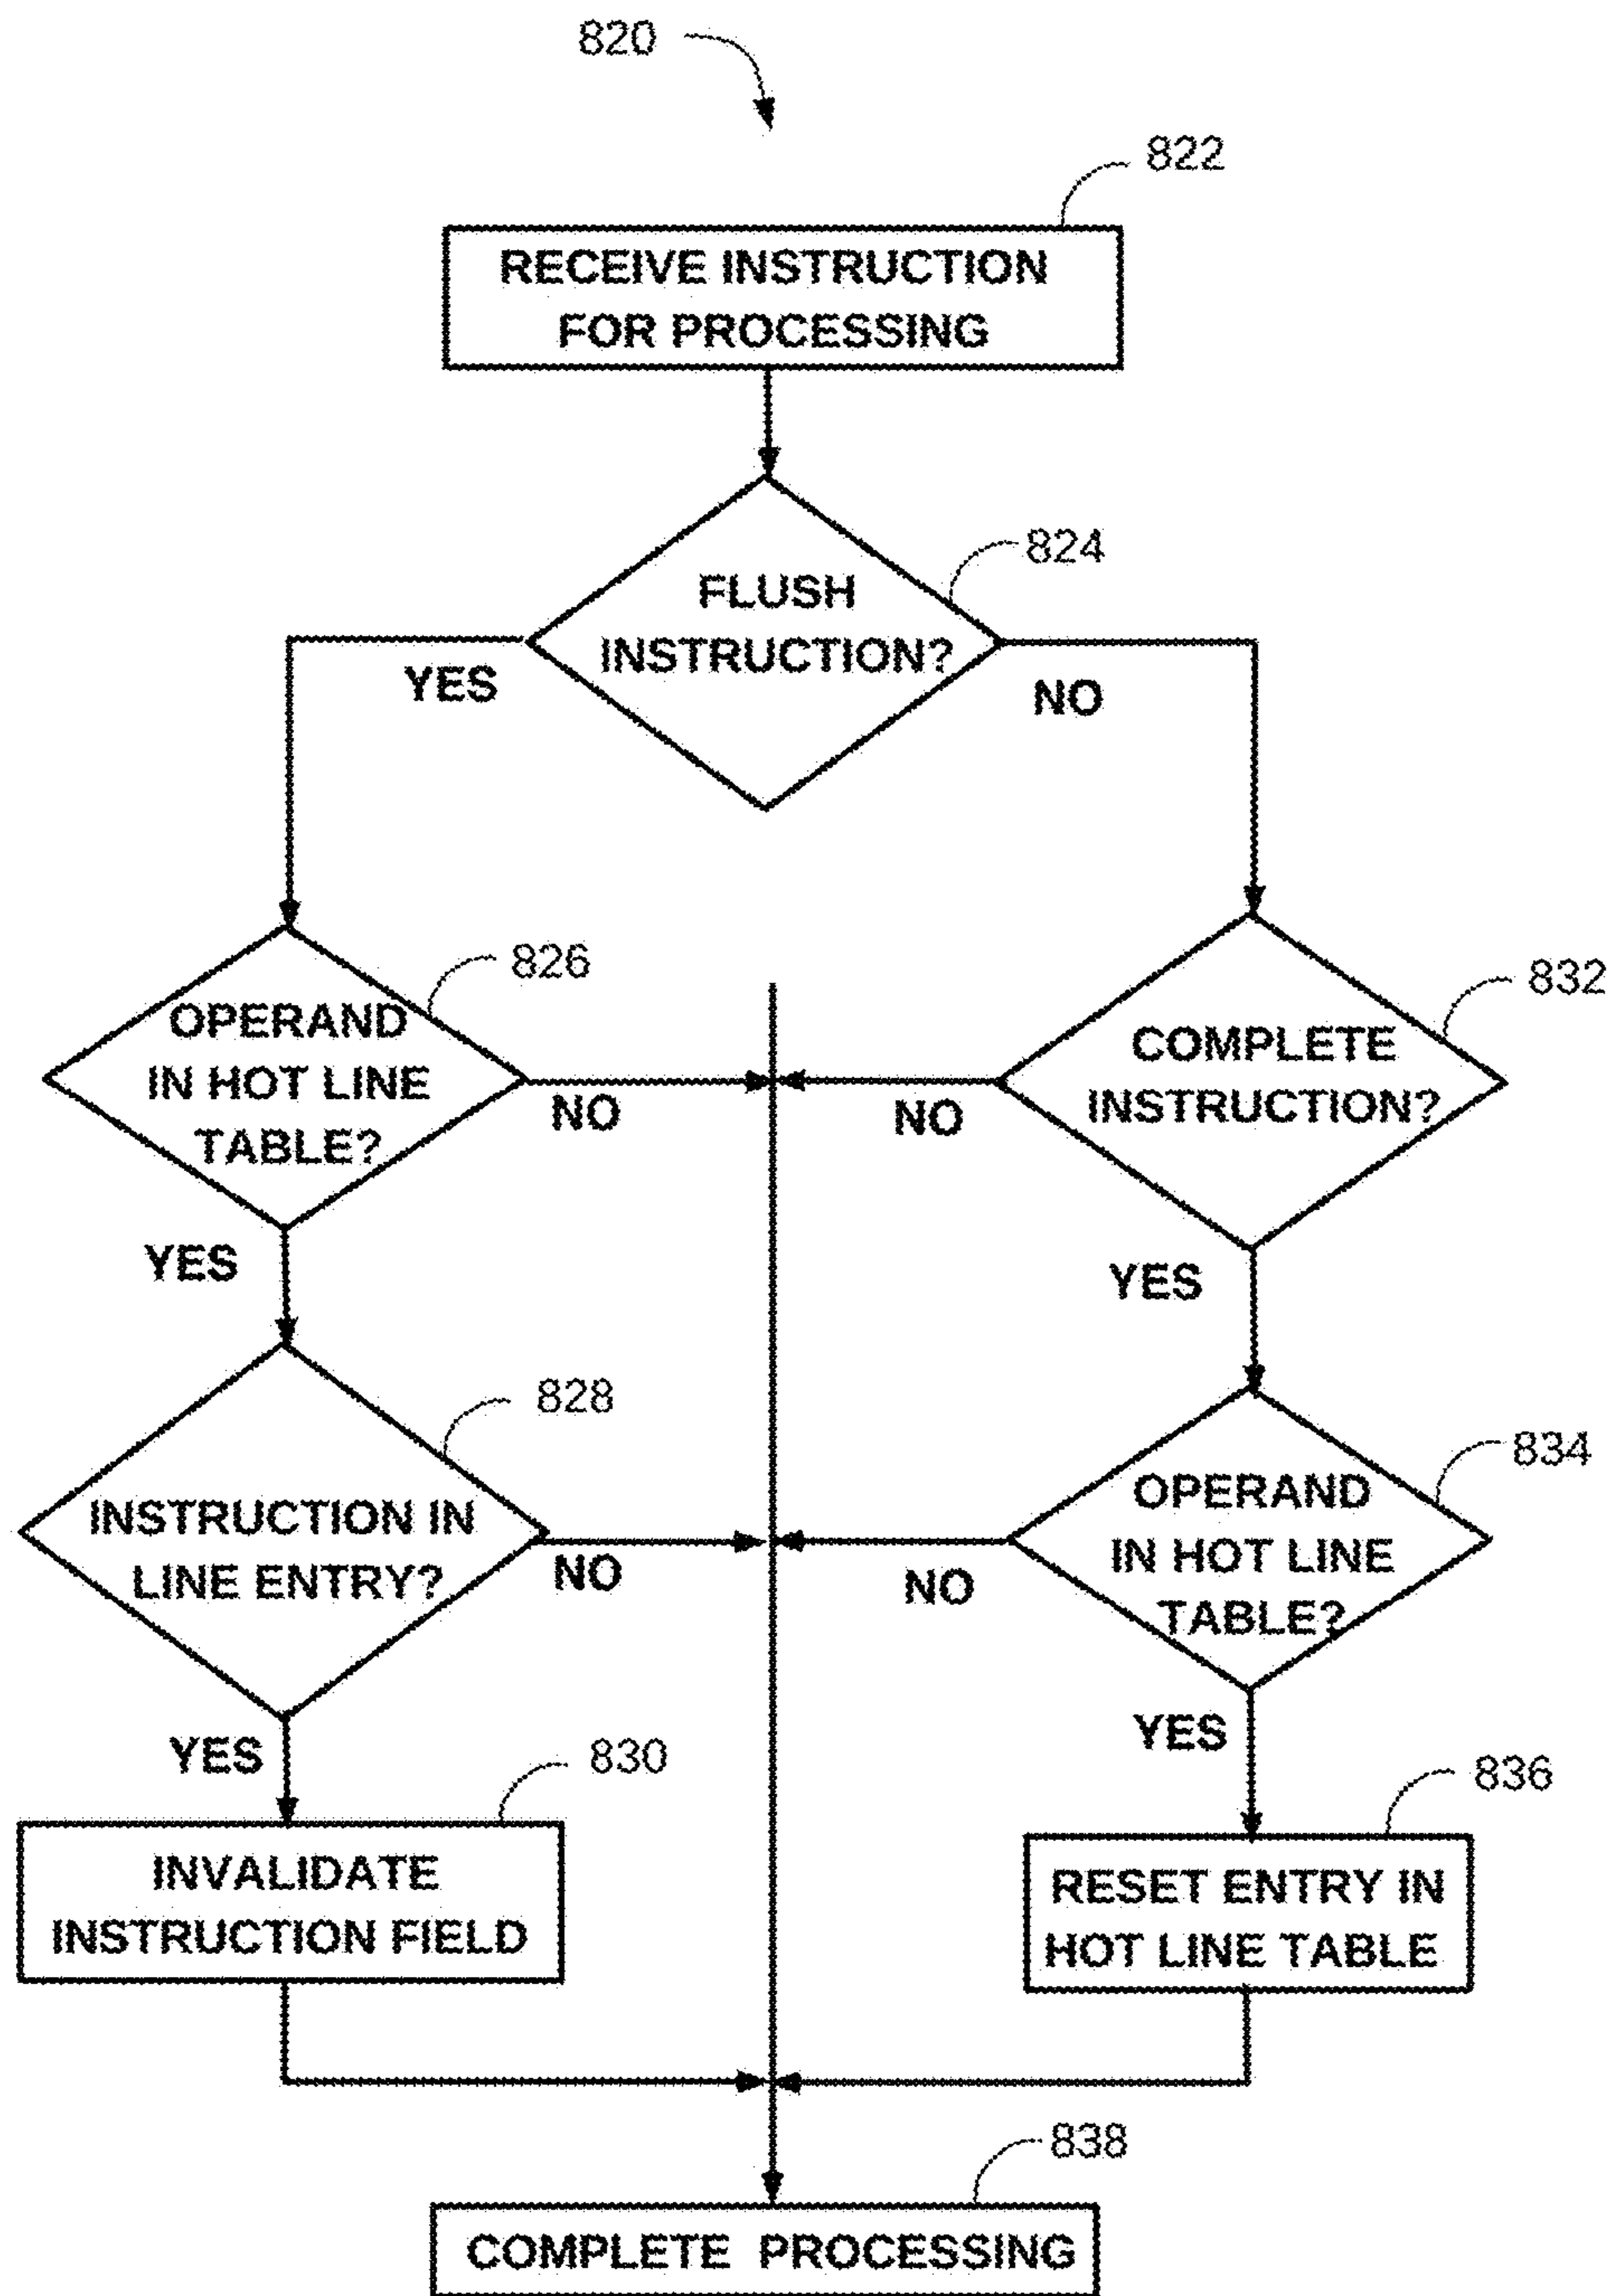 820
822
RECEIVE INSTRUCTION
FOR PROCESSING
824
FLUSH
INSTRUCTION?
YES
NO
826
OPERAND
IN HOT LINE
TABLE?
NO
YES
832
COMPLETE
INSTRUCTION?
NO
YES
828
INSTRUCTION IN
LINE ENTRY?
NO
YES
834
OPERAND
IN HOT LINE
TABLE?
NO
YES
830
INVALIDATE
INSTRUCTION FIELD
836
RESET ENTRY IN
HOT LINE TABLE
838
COMPLETE PROCESSING